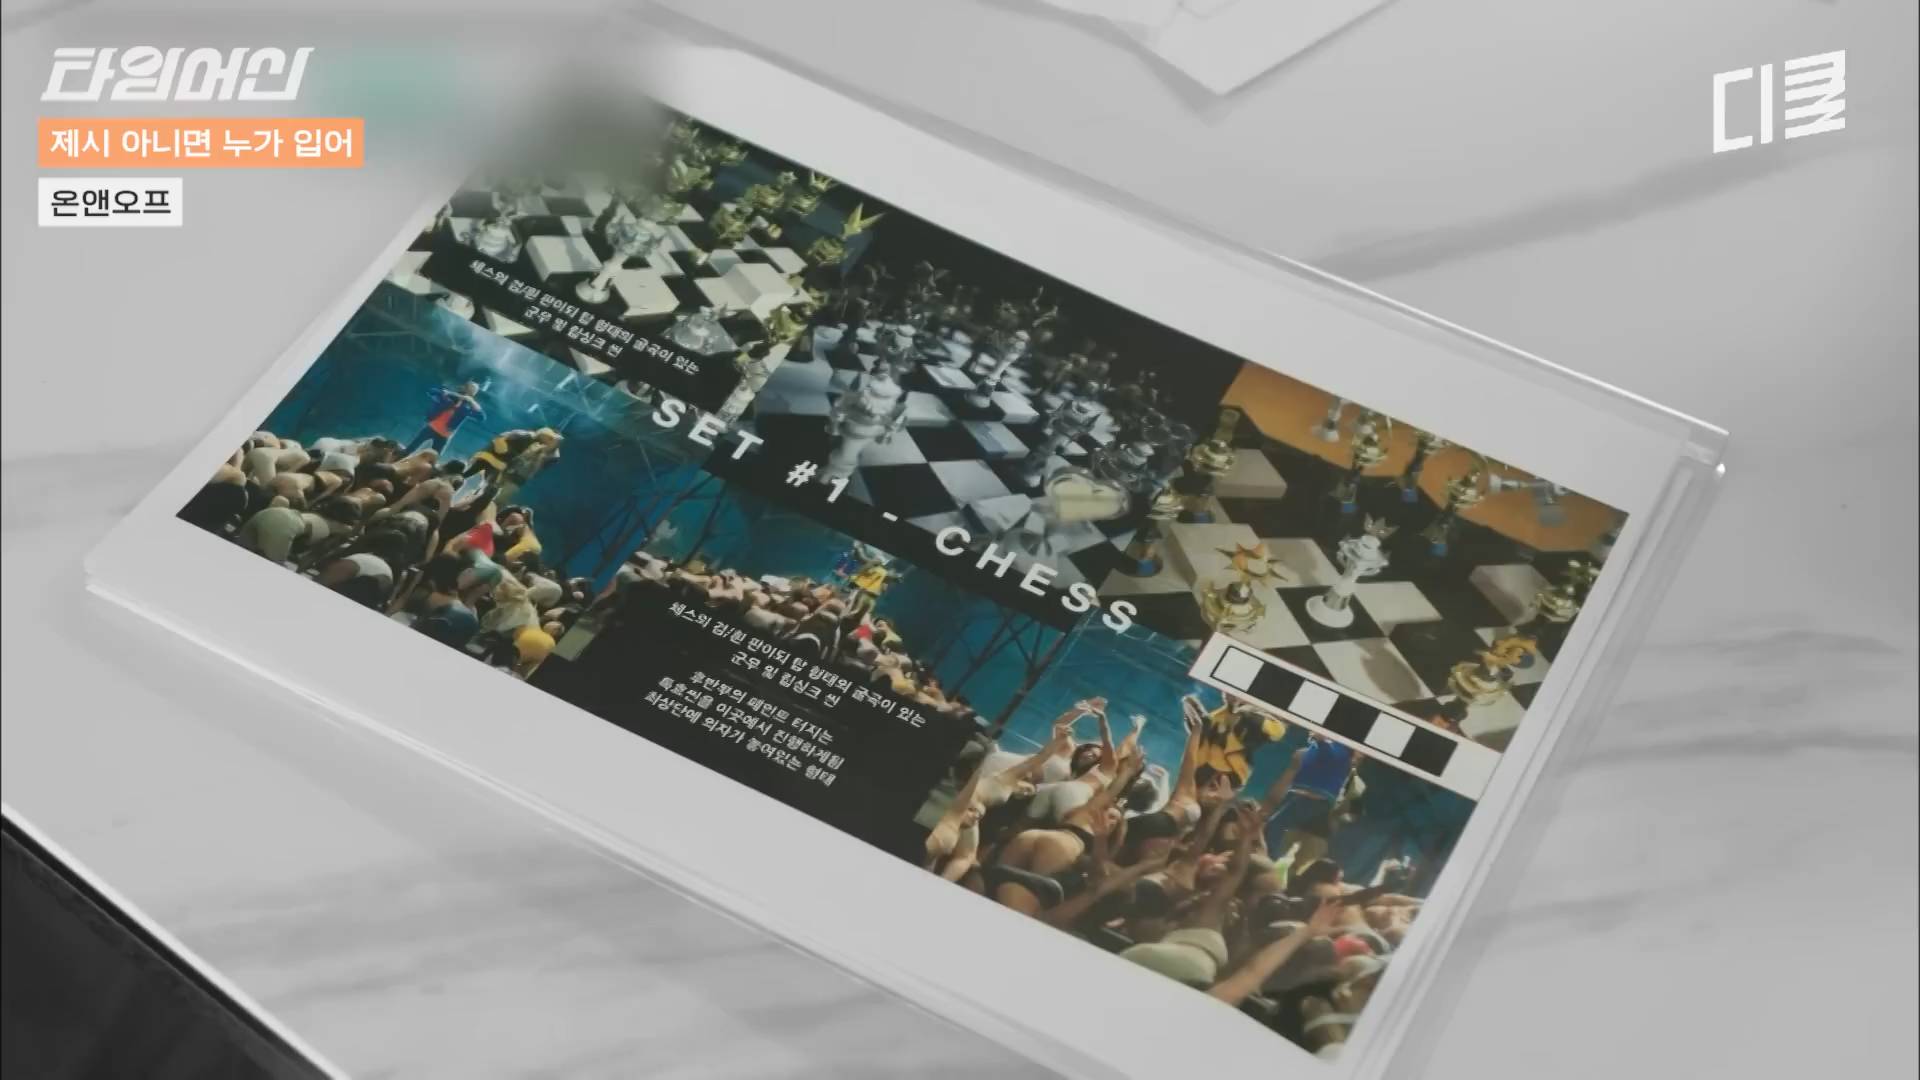 타임머신
제시 아니면 누가 입어
온앤오프
디글
체스의 검/흰 판이되 탑 형태의 굴곡이 있는
군무 및 립싱크 씬
SET #1 - CHESS
체스의 검/흰 판이되 탑 형태의 굴곡이 있는
군무 및 립싱크 씬
후반부의 페인트 터지는
특효씬을 이곳에서 진행하게됨
최상단에 의자가 놓여있는 형태